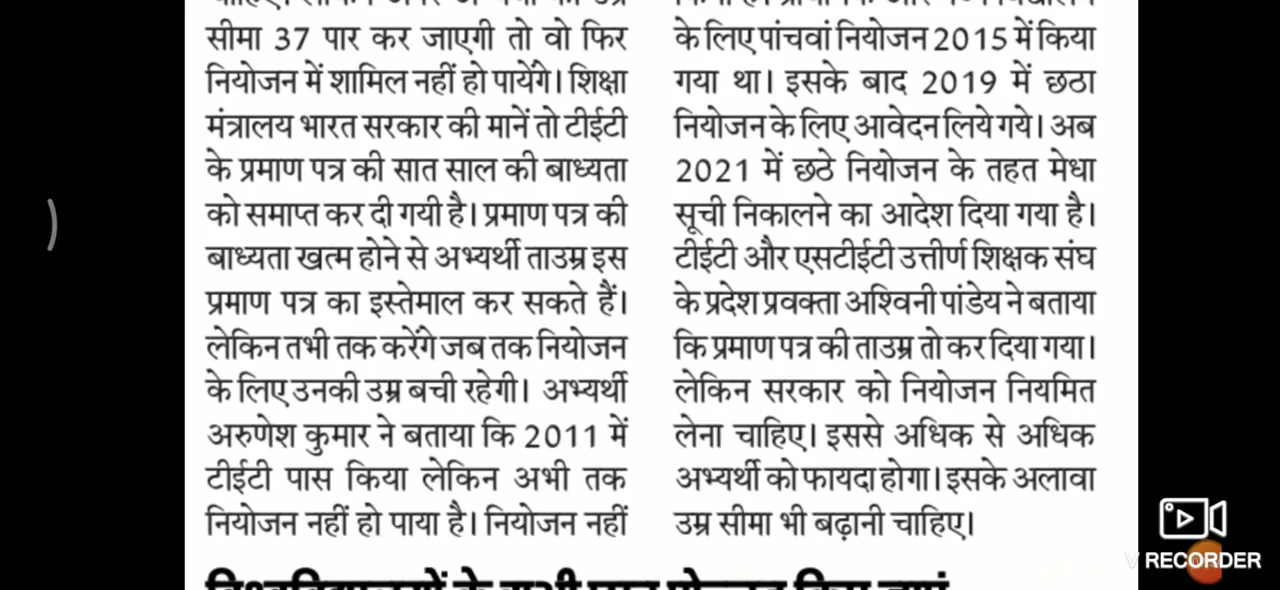 सीमा 37 पार कर जाएगी तो वो फिर
नियोजन में शामिल नहीं हो पायेंगे। शिक्षा
मंत्रालय भारत सरकार की मानें तो टीईटी
के प्रमाण पत्र की सात साल की बाध्यता
को समाप्त कर दी गयी है। प्रमाण पत्र की
बाध्यता खत्म होने से अभ्यर्थी ताउम्र इस
प्रमाण पत्र का इस्तेमाल कर सकते हैं।
लेकिन तभी तक करेंगे जब तक नियोजन
के लिए उनकी उम्र बची रहेगी। अभ्यर्थी
अरुणेश कुमार ने बताया कि 2011 में
टीईटी पास किया लेकिन अभी तक
नियोजन नहीं हो पाया है। नियोजन नहीं
के लिए पांचवां नियोजन 2015 में किया
गया था। इसके बाद 2019 में छठा
नियोजन के लिए आवेदन लिये गये। अब
2021 में छठे नियोजन के तहत मेधा
सूची निकालने का आदेश दिया गया है।
टीईटी और एसटीईटी उत्तीर्ण शिक्षक संघ
के प्रदेश प्रवक्ता अश्विनी पांडेय ने बताया
कि प्रमाण पत्र की ताउम्र तो कर दिया गया।
लेकिन सरकार को नियोजन नियमित
लेना चाहिए। इससे अधिक से अधिक
अभ्यर्थी को फायदा होगा। इसके अलावा
उम्र सीमा भी बढ़ानी चाहिए।
V RECORDER